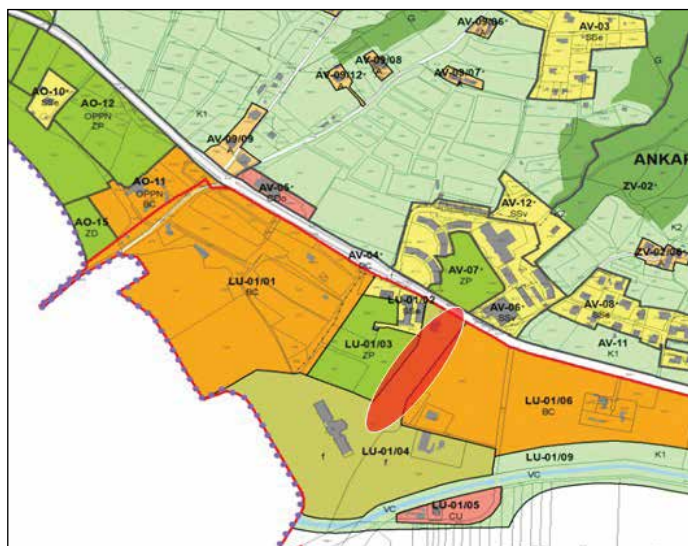 AV-09/06*
AV-03
SSe
G
AV-09/08
A
AV-09/12*
A
AV-09/07*
A
AO-10*
SSe
AO-12
OPPN
ZP
K1
G
AV-09/09
A
ANKAR
AO-11
OPPN
BC
AV-05*
ZV-02*
AO-15
ZD
AV-12*
SSv
K2
K2
AV-04*
LU-01/01
BC
AV-07*
ZP
LU-01/02
SSe
AV-06*
SSv
AV-08*
SSe
AV-11
K1
LU-01/03
ZP
LU-01/06
BC
LU-01/04
f
f
LU-01/09
K1
VC
VC
LU-01/05
CU